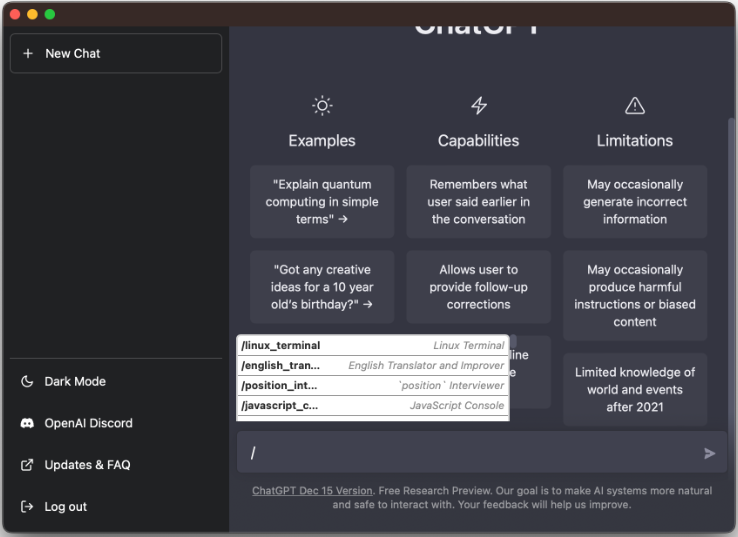 New Chat
Dark Mode
OpenAI Discord
Updates & FAQ
Log out
ChatGPT
Examples
"Explain quantum
computing in simple
terms" →
"Got any creative
ideas for a 10 year
old's birthday?" →
Capabilities
Remembers what
user said earlier in
the conversation
Allows user to
provide follow-up
corrections
Limitations
May occasionally
generate incorrect
information
May occasionally
produce harmful
instructions or biased
content
Limited knowledge of
world and events
after 2021
/linux_terminal Linux Terminal
/english_tran... English Translator and Improver
/position_int... `position` Interviewer
/javascript_c... JavaScript Console
/
ChatGPT Dec 15 Version. Free Research Preview. Our goal is to make AI systems more natural
and safe to interact with. Your feedback will help us improve.